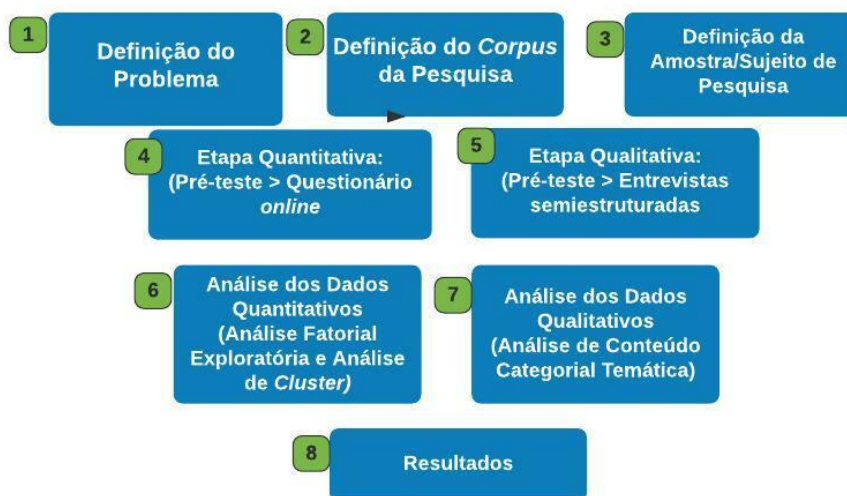 1
Definição do
Problema
2
Definição do Corpus
da Pesquisa
3
Definição da
Amostra/Sujeito de
Pesquisa
4
Etapa Quantitativa:
(Pré-teste > Questionário
online
5
Etapa Qualitativa:
(Pré-teste > Entrevistas
semiestruturadas
6
Análise dos Dados
Quantitativos
(Análise Fatorial
Exploratória e Análise
de Cluster)
7
Análise dos Dados
Qualitativos
(Análise de Conteúdo
Categorial Temática)
8
Resultados